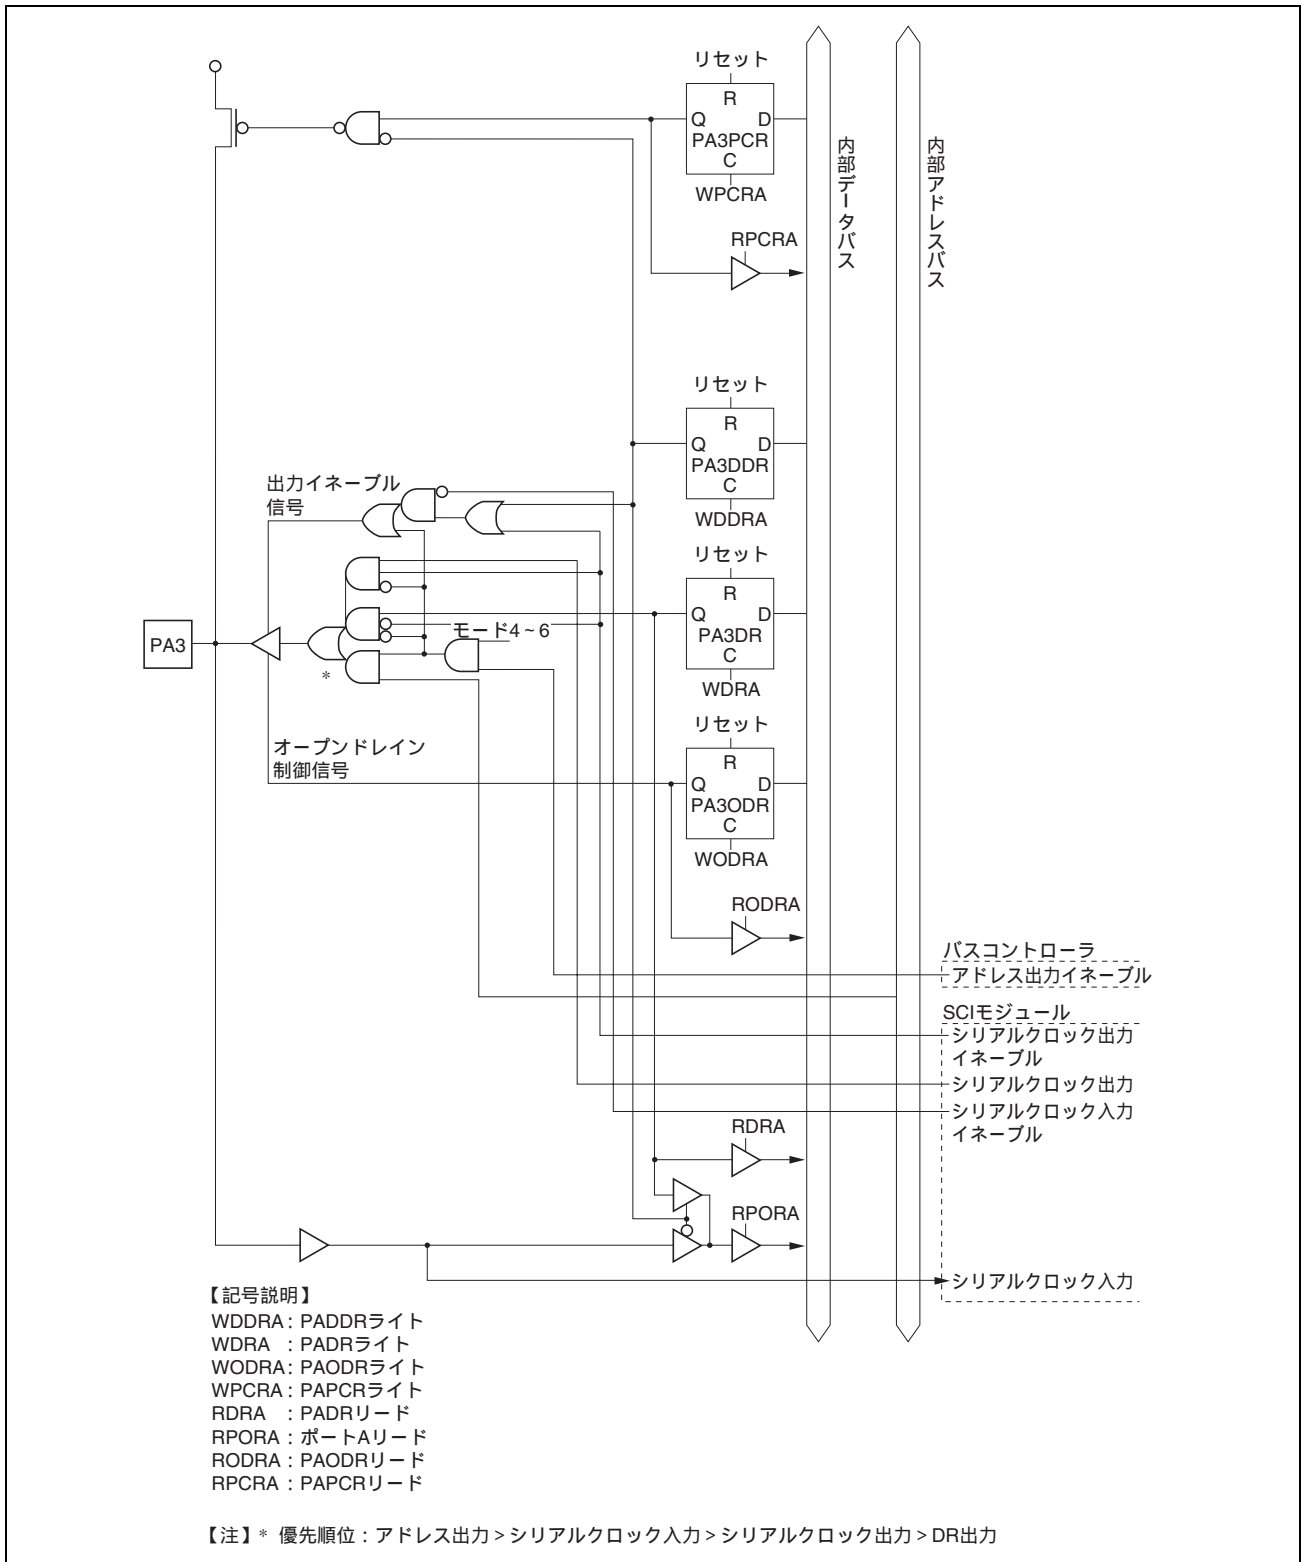 リセット
R
Q D
PA3PCR
C
WPCRA
RPCRA
内部データバス
内部アドレスバス
リセット
R
Q D
PA3DDR
C
WDDRA
出力イネーブル
信号
リセット
R
Q D
PA3DR
C
WDRA
モード4~6
PA3
*
リセット
R
Q D
PA3ODR
C
WODRA
オープンドレイン
制御信号
RODRA
バスコントローラ
アドレス出力イネーブル
SCIモジュール
シリアルクロック出力
イネーブル
シリアルクロック出力
シリアルクロック入力
イネーブル
RDRA
RPORA
シリアルクロック入力
【記号説明】
WDDRA : PADDRライト
WDRA : PADRライト
WODRA : PAODRライト
WPCRA : PAPCRライト
RDRA : PADRリード
RPORA : ポートAリード
RODRA : PAODRリード
RPCRA : PAPCRリード
【注】* 優先順位:アドレス出力>シリアルクロック入力>シリアルクロック出力>DR出力